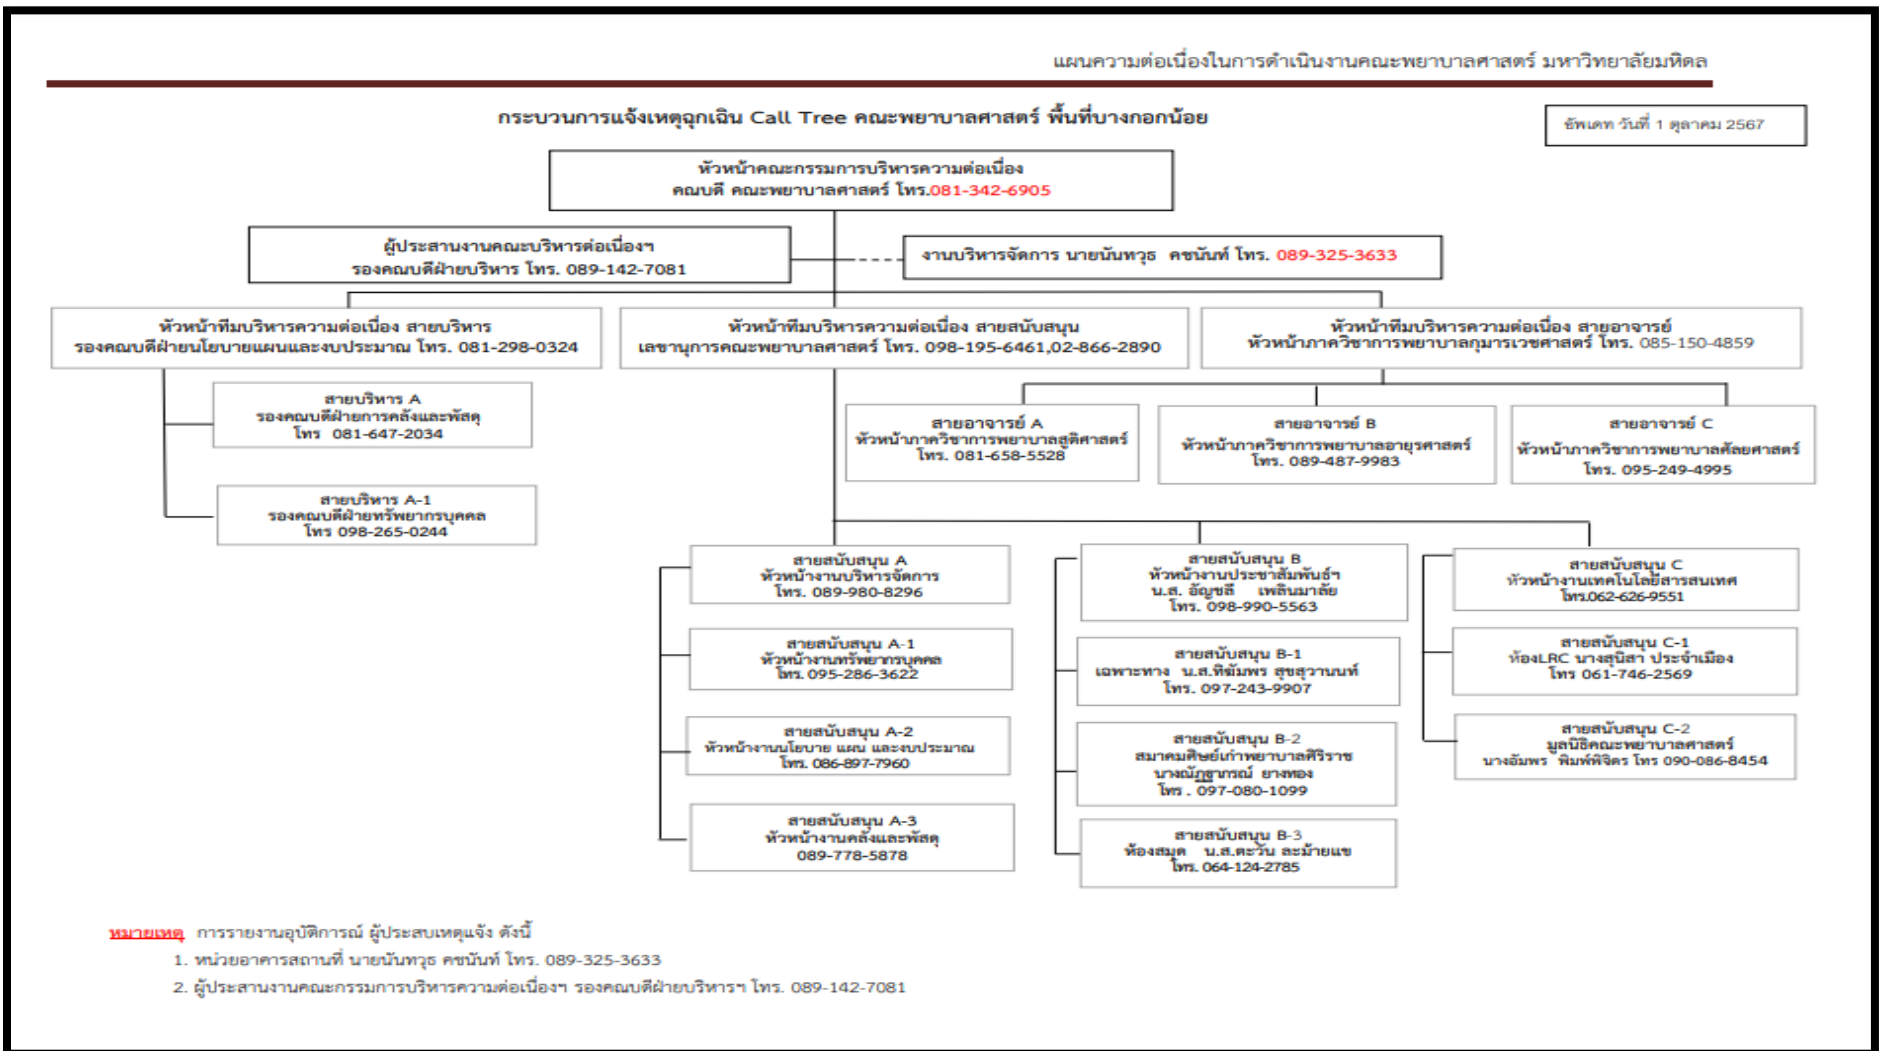 แผนความต่อเนื่องในการดำเนินงานคณะพยาบาลศาสตร์ มหาวิทยาลัยมหิดล
กระบวนการแจ้งเหตุฉุกเฉิน Call Tree คณะพยาบาลศาสตร์ พื้นที่บางกอกน้อย
อัพเดท วันที่ 1 ตุลาคม 2567
หัวหน้าคณะกรรมการบริหารความต่อเนื่อง
คณบดี คณะพยาบาลศาสตร์ โทร.081-342-6905
ผู้ประสานงานคณะบริหารต่อเนื่องฯ
รองคณบดีฝ่ายบริหาร โทร. 089-142-7081
งานบริหารจัดการ นายนันทวุธ คชนันท์ โทร. 089-325-3633
หัวหน้าทีมบริหารความต่อเนื่อง สายบริหาร
รองคณบดีฝ่ายนโยบายแผนและงบประมาณ โทร. 081-298-0324
หัวหน้าทีมบริหารความต่อเนื่อง สายสนับสนุน
เลขานุการคณะพยาบาลศาสตร์ โทร. 098-195-6461,02-866-2890
หัวหน้าทีมบริหารความต่อเนื่อง สายอาจารย์
หัวหน้าภาควิชาการพยาบาลกุมารเวชศาสตร์ โทร. 085-150-4859
สายบริหาร A
รองคณบดีฝ่ายการคลังและพัสดุ
โทร 081-647-2034
สายบริหาร A-1
รองคณบดีฝ่ายทรัพยากรบุคคล
โทร 098-265-0244
สายอาจารย์ A
หัวหน้าภาควิชาการพยาบาลสูติศาสตร์
โทร. 081-658-5528
สายอาจารย์ B
หัวหน้าภาควิชาการพยาบาลอายุรศาสตร์
โทร. 089-487-9983
สายอาจารย์ C
หัวหน้าภาควิชาการพยาบาลศัลยศาสตร์
โทร. 095-249-4995
สายสนับสนุน A
หัวหน้างานบริหารจัดการ
โทร. 089-980-8296
สายสนับสนุน A-1
หัวหน้างานทรัพยากรบุคคล
โทร. 095-286-3622
สายสนับสนุน A-2
หัวหน้างานนโยบาย แผน และงบประมาณ
โทร. 086-897-7960
สายสนับสนุน A-3
หัวหน้างานคลังและพัสดุ
089-778-5878
สายสนับสนุน B
หัวหน้างานประชาสัมพันธ์ฯ
น.ส. อัญชลี เพลินมาลัย
โทร. 098-990-5563
สายสนับสนุน B-1
เฉพาะทาง น.ส.ทิฆัมพร สุขสุวานนท์
โทร. 097-243-9907
สายสนับสนุน B-2
สมาคมศิษย์เก่าพยาบาลศิริราช
นางณัฏฐาภรณ์ ยางทอง
โทร . 097-080-1099
สายสนับสนุน B-3
ห้องสมุด น.ส.ตะวัน ละม้ายแข
โทร. 064-124-2785
สายสนับสนุน C
หัวหน้างานเทคโนโลยีสารสนเทศ
โทร.062-626-9551
สายสนับสนุน C-1
ห้องLRC นางสุนิสา ประจำเมือง
โทร 061-746-2569
สายสนับสนุน C-2
มูลนิธิคณะพยาบาลศาสตร์
นางอัมพร พิมพ์พิจิตร โทร 090-086-8454
หมายเหตุ การรายงานอุบัติการณ์ ผู้ประสบเหตุแจ้ง ดังนี้
1. หน่วยอาคารสถานที่ นายนันทวุธ คชนันท์ โทร. 089-325-3633
2. ผู้ประสานงานคณะกรรมการบริหารความต่อเนื่องฯ รองคณบดีฝ่ายบริหารฯ โทร. 089-142-7081